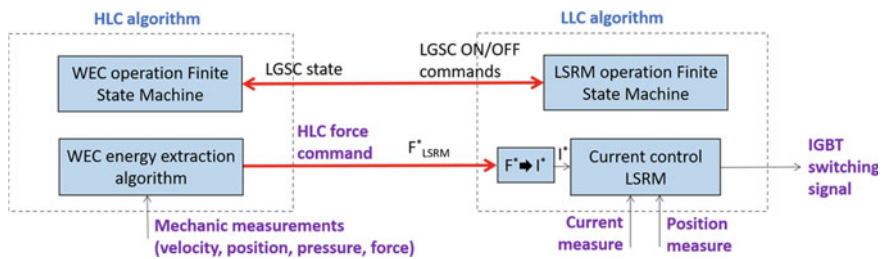 HLC algorithm
LLC algorithm
WEC operation Finite
State Machine
LGSC state
LGSC ON/OFF
commands
LSRM operation Finite
State Machine
HLC force
command
F*LSRM
WEC energy extraction
algorithm
F* ➡ I*
I*
Current control
LSRM
IGBT
switching
signal
Mechanic measurements
(velocity, position, pressure, force)
Current
measure
Position
measure